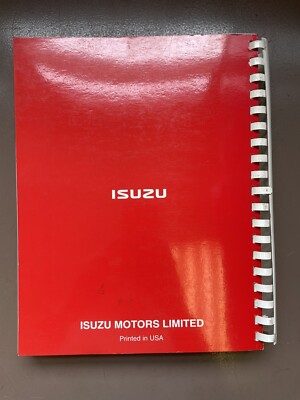 ISUZU
ISUZU MOTORS LIMITED
Printed in USA